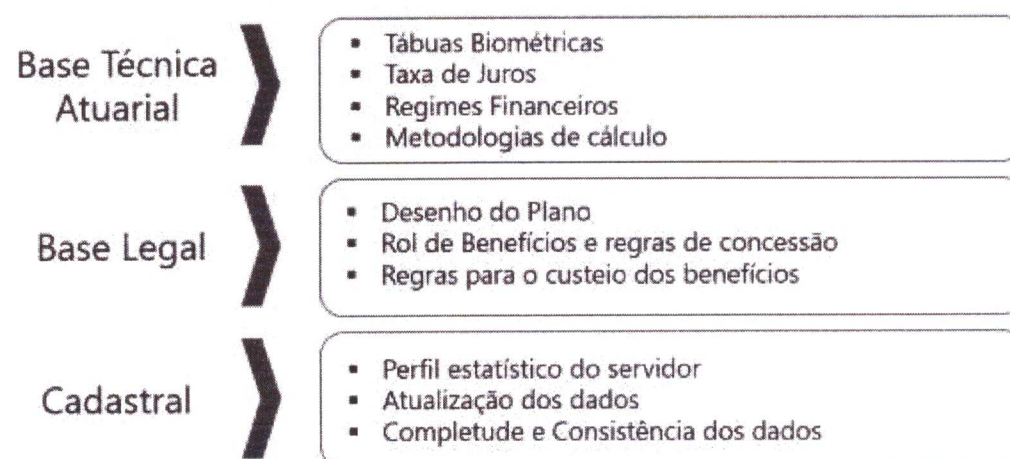 Base Técnica
Atuarial
▪ Tábuas Biométricas
▪ Taxa de Juros
▪ Regimes Financeiros
▪ Metodologias de cálculo
Base Legal
▪ Desenho do Plano
▪ Rol de Benefícios e regras de concessão
▪ Regras para o custeio dos benefícios
Cadastral
▪ Perfil estatístico do servidor
▪ Atualização dos dados
▪ Completude e Consistência dos dados